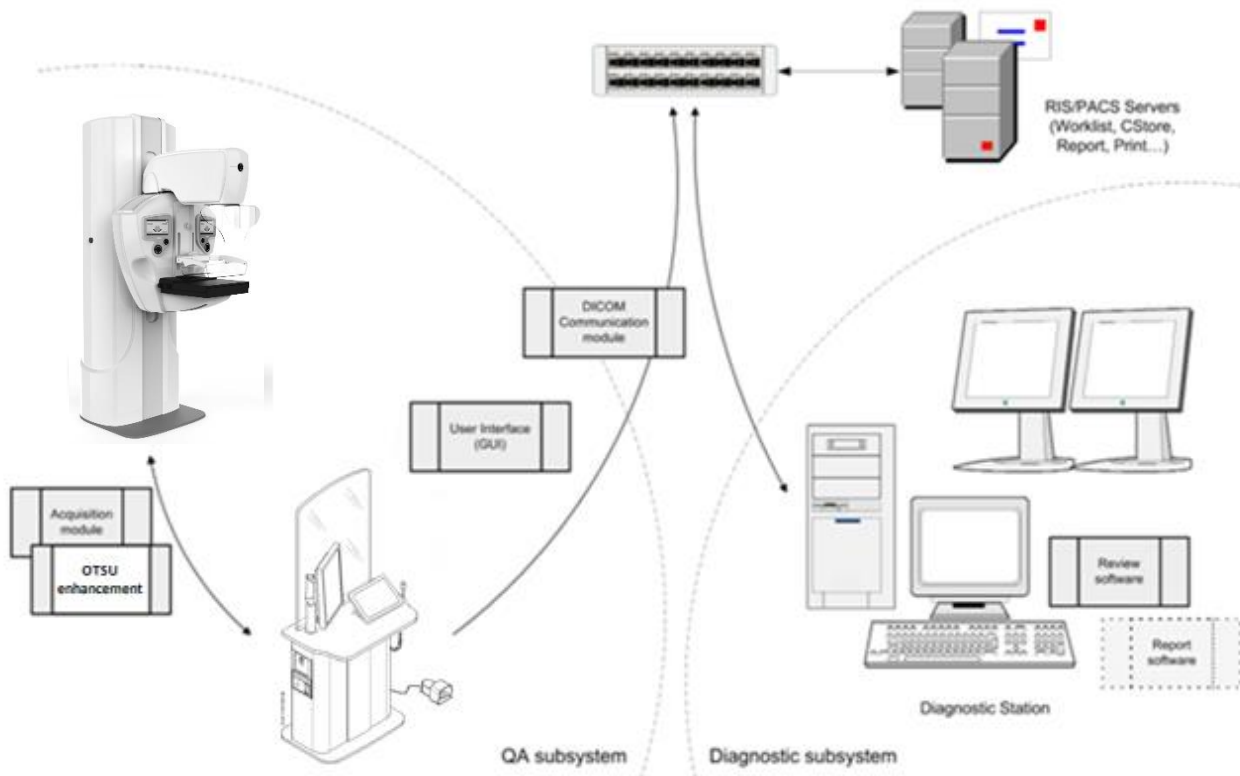 RIS/PACS Servers
(Worklist, CStore,
Report, Print...)
DICOM
Communication
module
User Interface
(GUI)
Acquisition
module
OTSU
enhancement
Review
software
Report
software
Diagnostic Station
QA subsystem
Diagnostic subsystem